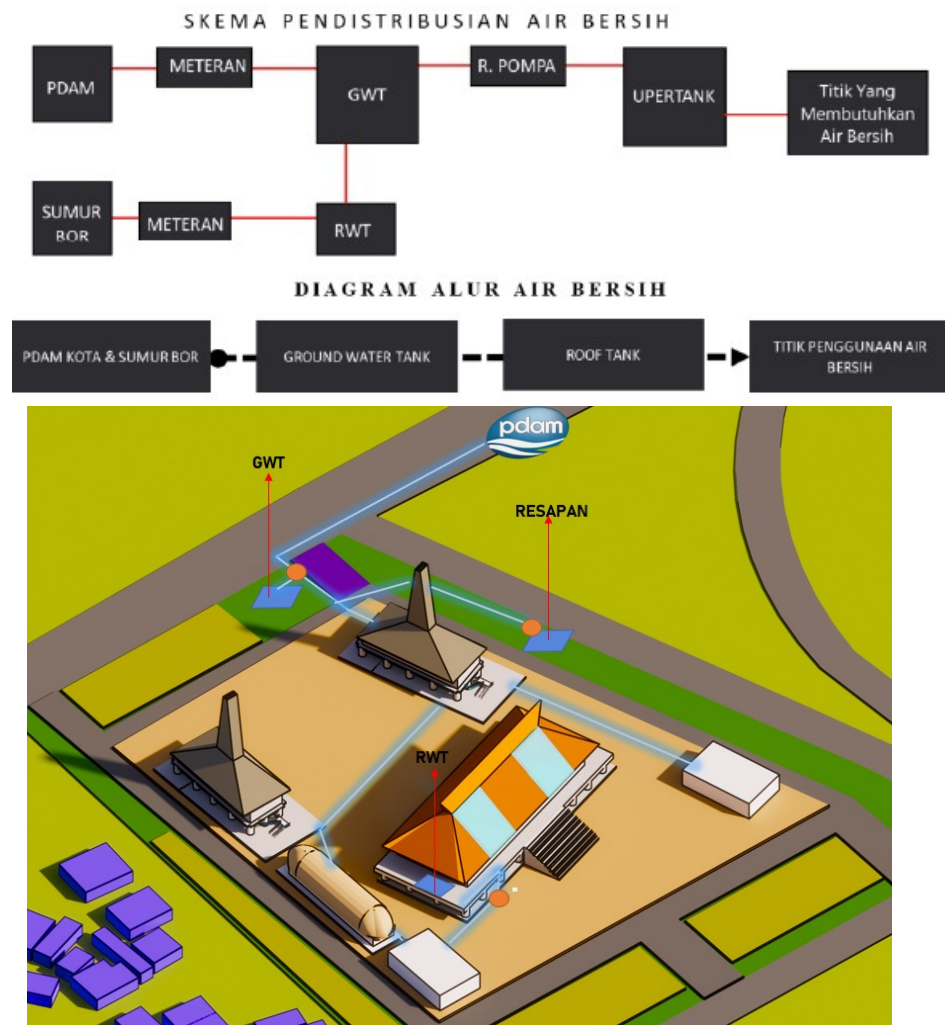 SKEMA PENDISTRIBUSIAN AIR BERSIH
PDAM
METERAN
GWT
R. POMPA
UPERTANK
Titik Yang
Membutuhkan
Air Bersih
SUMUR
BOR
METERAN
RWT
DIAGRAM ALUR AIR BERSIH
PDAM KOTA & SUMUR BOR
GROUND WATER TANK
ROOF TANK
TITIK PENGGUNAAN AIR
BERSIH
pdam
GWT
RESAPAN
RWT